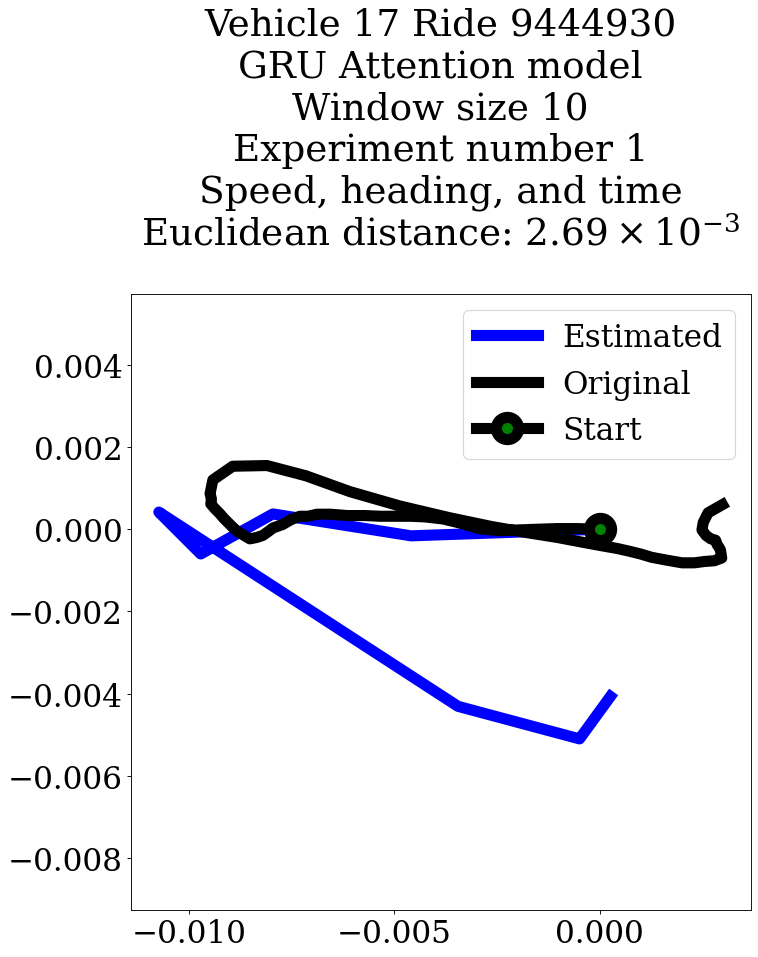 Vehicle 17 Ride 9444930
GRU Attention model
Window size 10
Experiment number 1
Speed, heading, and time
Euclidean distance: 2.69 × 10⁻³
Estimated
Original
Start
0.004
0.002
0.000
−0.002
−0.004
−0.006
−0.008
−0.010 −0.005 0.000